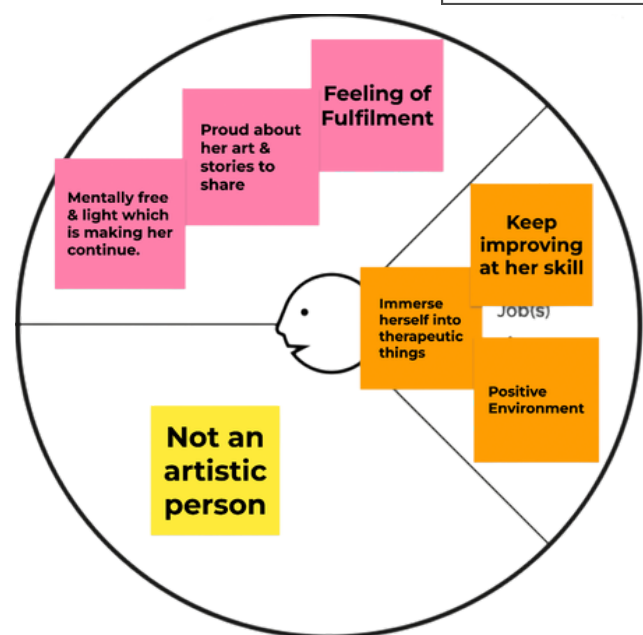 Feeling of
Fulfilment
Proud about
her art &
stories to
share
Mentally free
& light which
is making her
continue.
Keep
improving
at her skill
Immerse
herself into
therapeutic
things
Job(s)
Positive
Environment
Not an
artistic
person